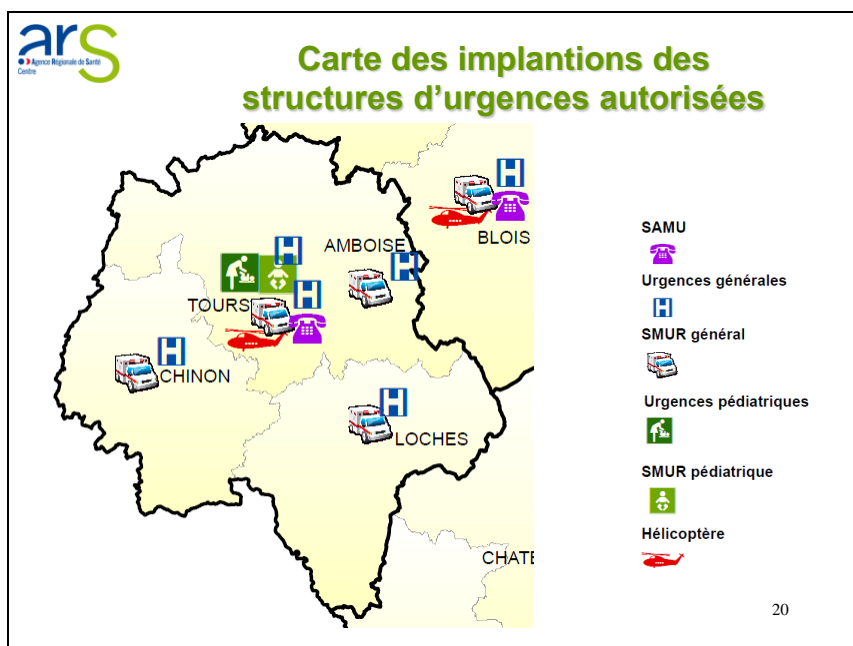 ars
Agence Régionale de Santé
Centre
Carte des implantions des
structures d'urgences autorisées
BLOIS
AMBOISE
TOURS
CHINON
LOCHES
CHATE
SAMU
Urgences générales
H
SMUR général
Urgences pédiatriques
SMUR pédiatrique
Hélicoptère
20